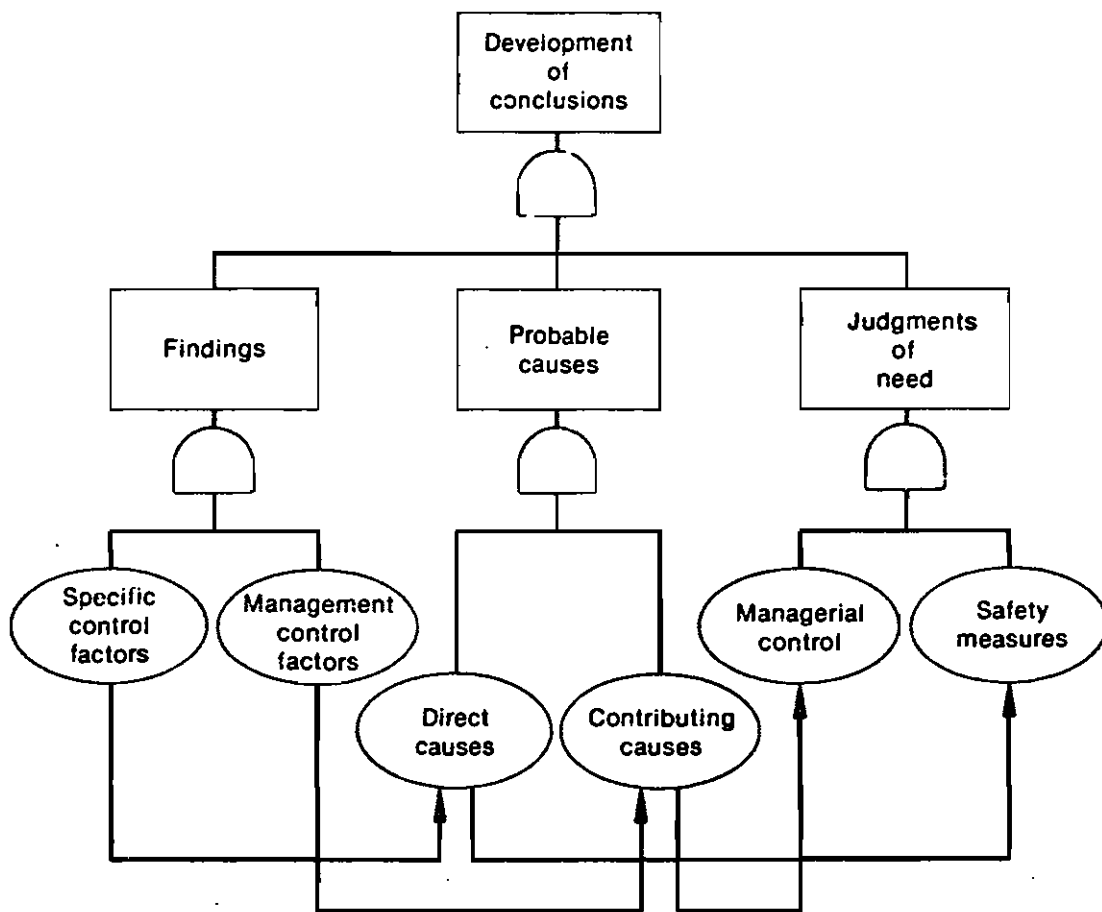 Development
of
conclusions
Findings
Probable
causes
Judgments
of
need
Specific
control
factors
Management
control
factors
Managerial
control
Safety
measures
Direct
causes
Contributing
causes